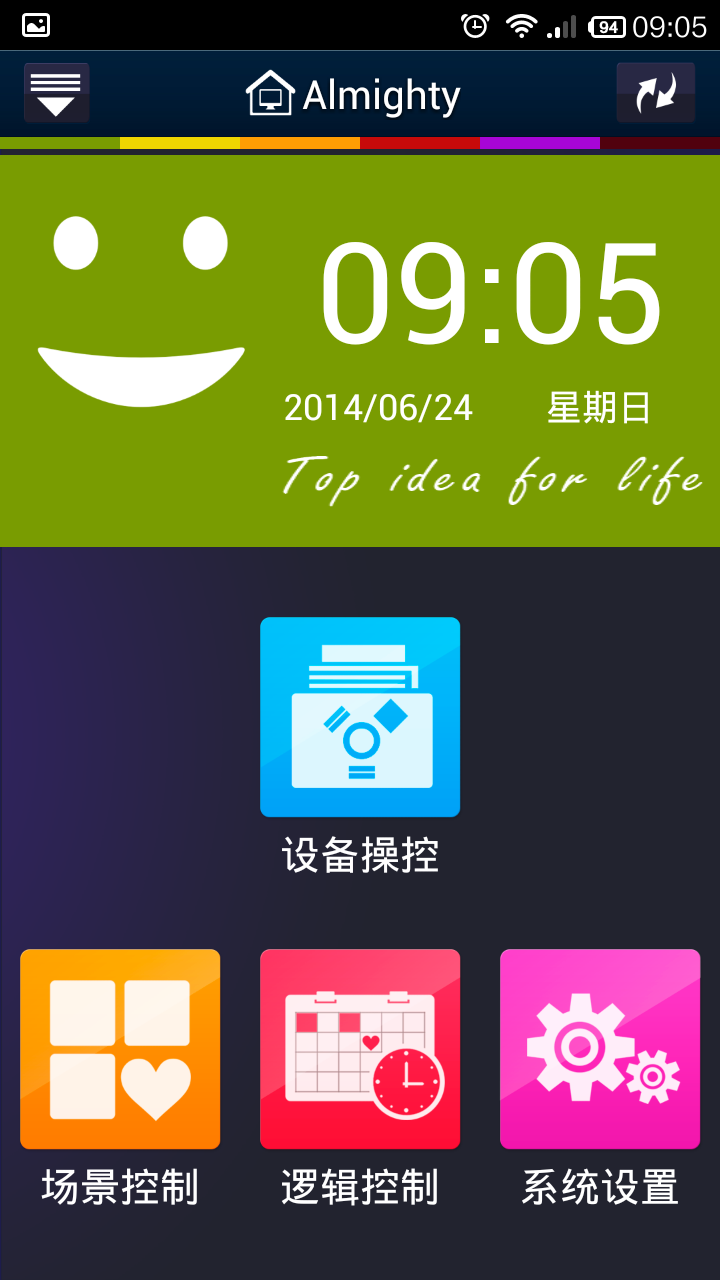 94 09:05
Almighty
09:05
2014/06/24 星期日
Top idea for life
设备操控
场景控制 逻辑控制 系统设置